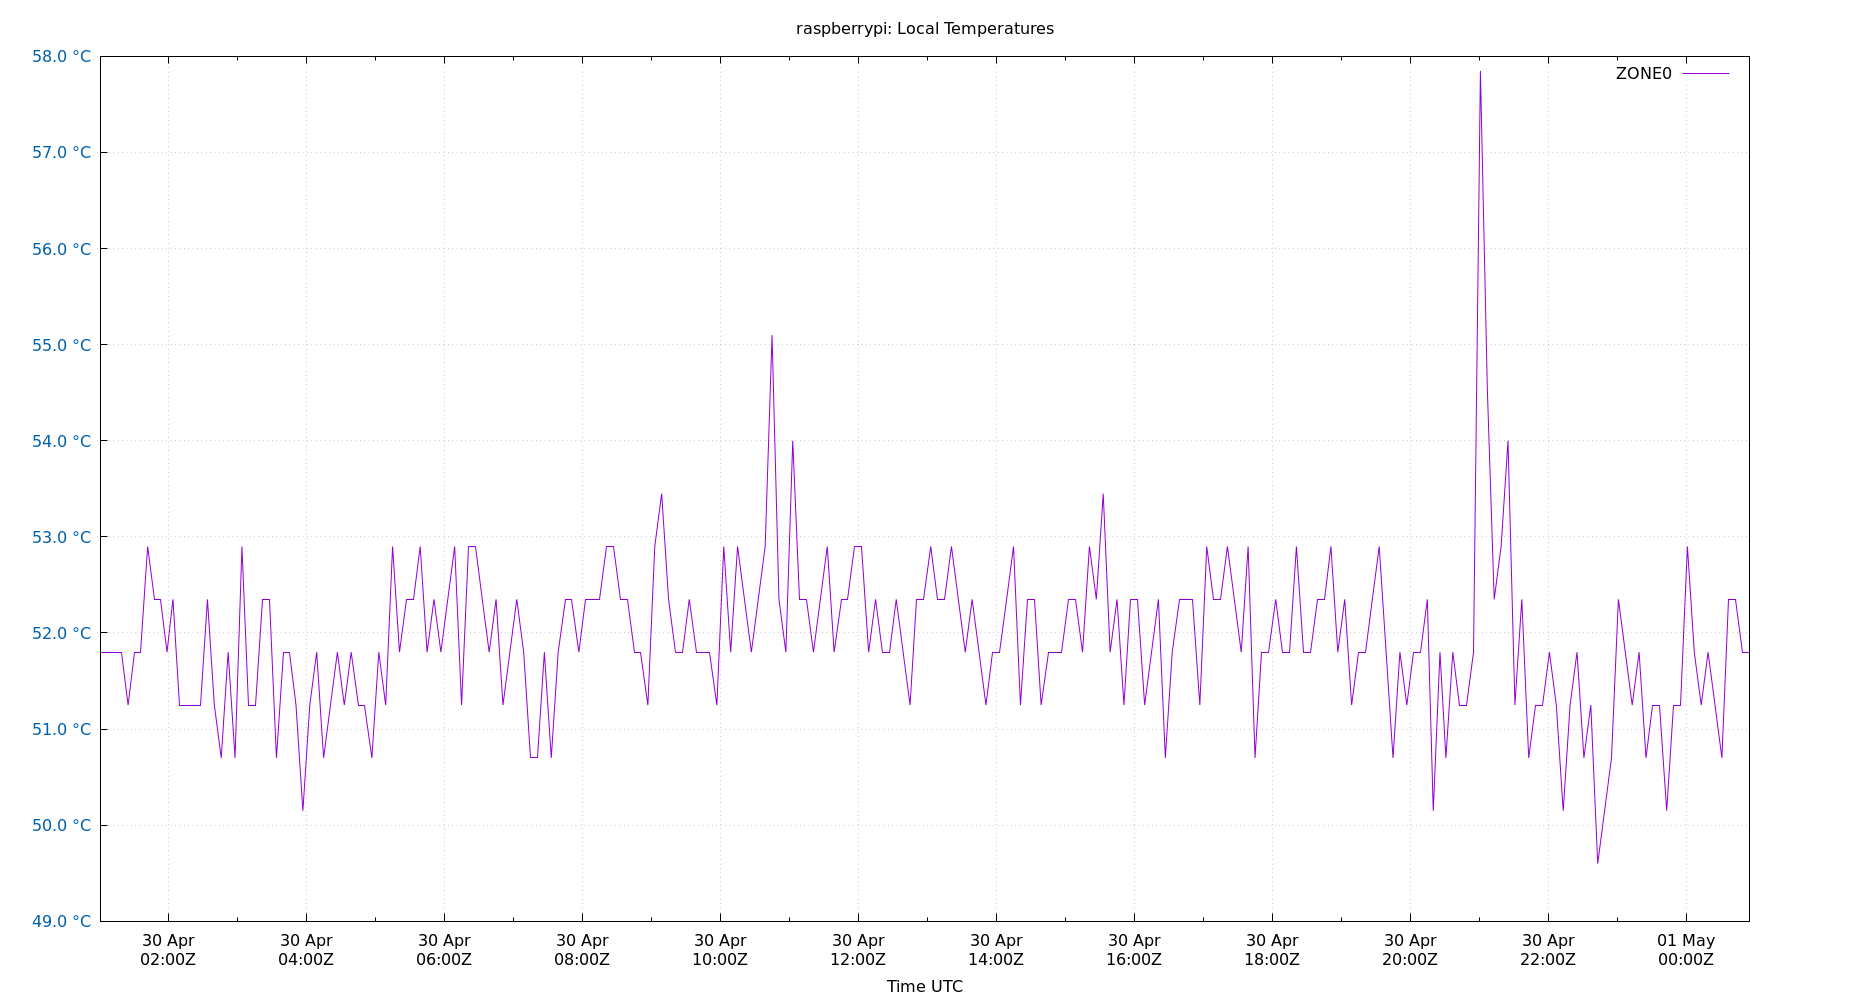 raspberrypi: Local Temperatures
58.0 °C
57.0 °C
56.0 °C
55.0 °C
54.0 °C
53.0 °C
52.0 °C
51.0 °C
50.0 °C
49.0 °C
ZONE0
30 Apr 30 Apr 30 Apr 30 Apr 30 Apr 30 Apr 30 Apr 30 Apr 30 Apr 30 Apr 30 Apr 01 May
02:00Z 04:00Z 06:00Z 08:00Z 10:00Z 12:00Z 14:00Z 16:00Z 18:00Z 20:00Z 22:00Z 00:00Z
Time UTC